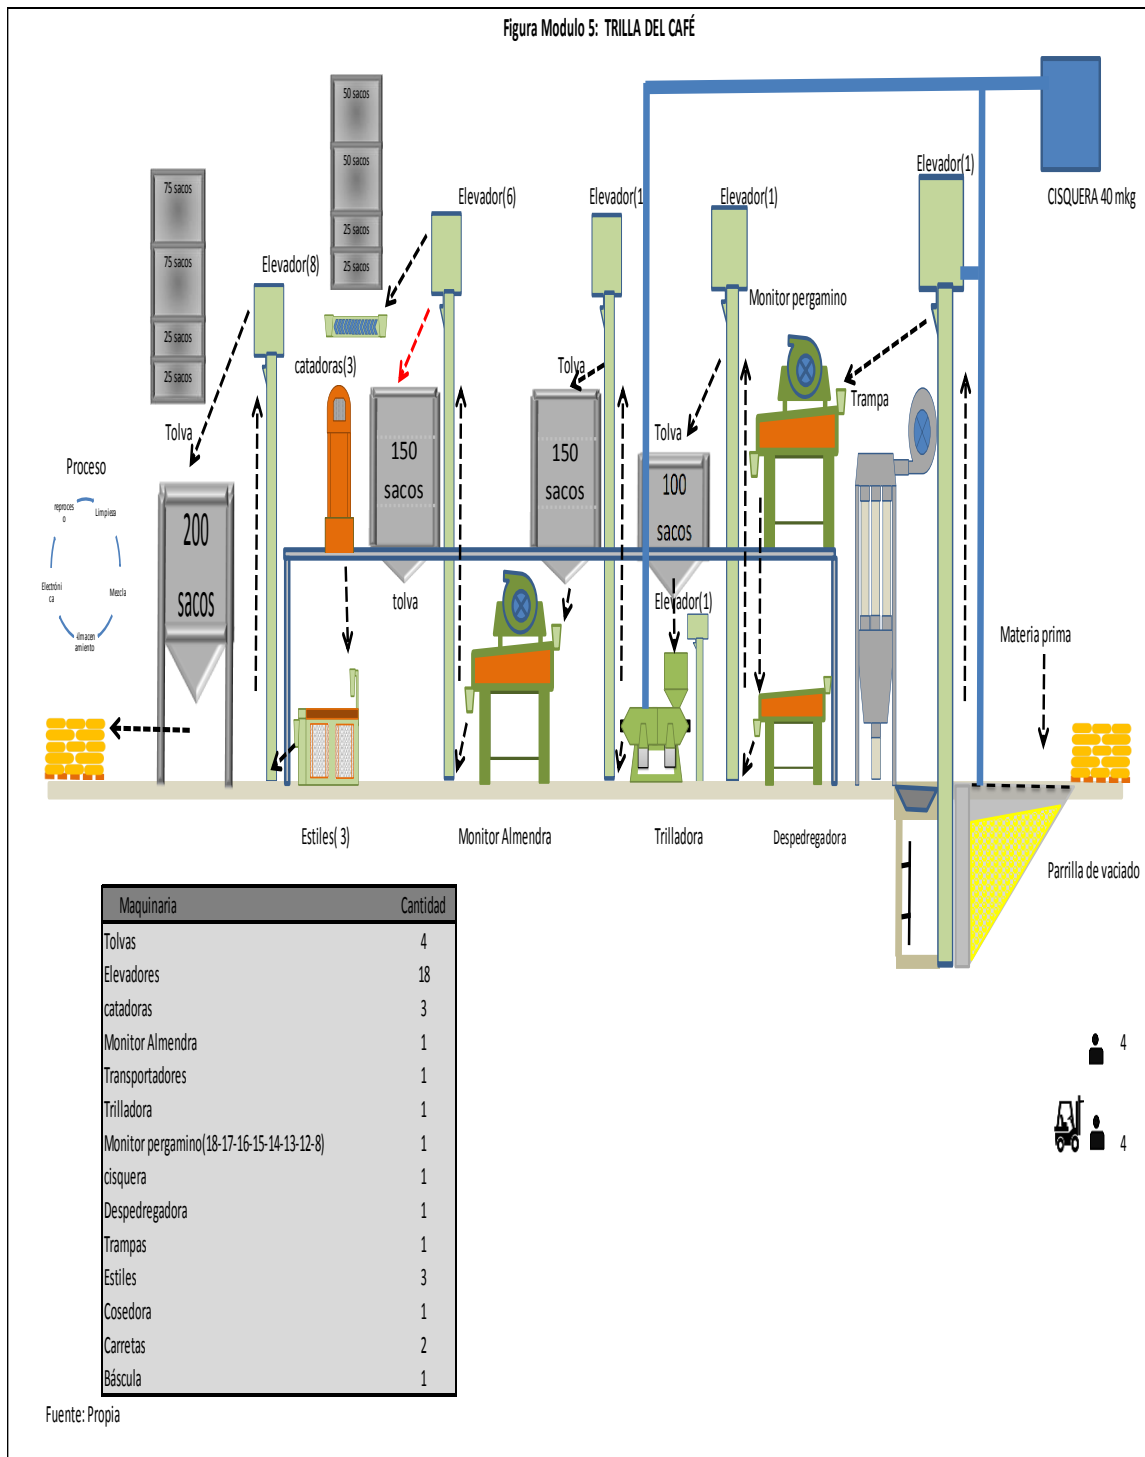 Figura Modulo 5: TRILLA DEL CAFÉ
50 sacos
50 sacos
25 sacos
25 sacos
75 sacos
75 sacos
25 sacos
25 sacos
Elevador(8)
Elevador(6)
Elevador(1
Elevador(1)
Elevador(1)
CISQUERA 40 mkg
Monitor pergamino
catadoras(3)
Tolva
Trampa
Tolva
Tolva
150
sacos
150
sacos
100
sacos
200
sacos
Proceso
reproces
o
Limpieza
Mezcla
Almacen
amiento
Electróni
ca
tolva
Elevador(1)
Materia prima
Estiles( 3)
Monitor Almendra
Trilladora
Despedregadora
Parrilla de vaciado
Maquinaria Cantidad
Tolvas 4
Elevadores 18
catadoras 3
Monitor Almendra 1
Transportadores 1
Trilladora 1
Monitor pergamino(18-17-16-15-14-13-12-8) 1
cisquera 1
Despedregadora 1
Trampas 1
Estiles 3
Cosedora 1
Carretas 2
Báscula 1
4
4
Fuente: Propia